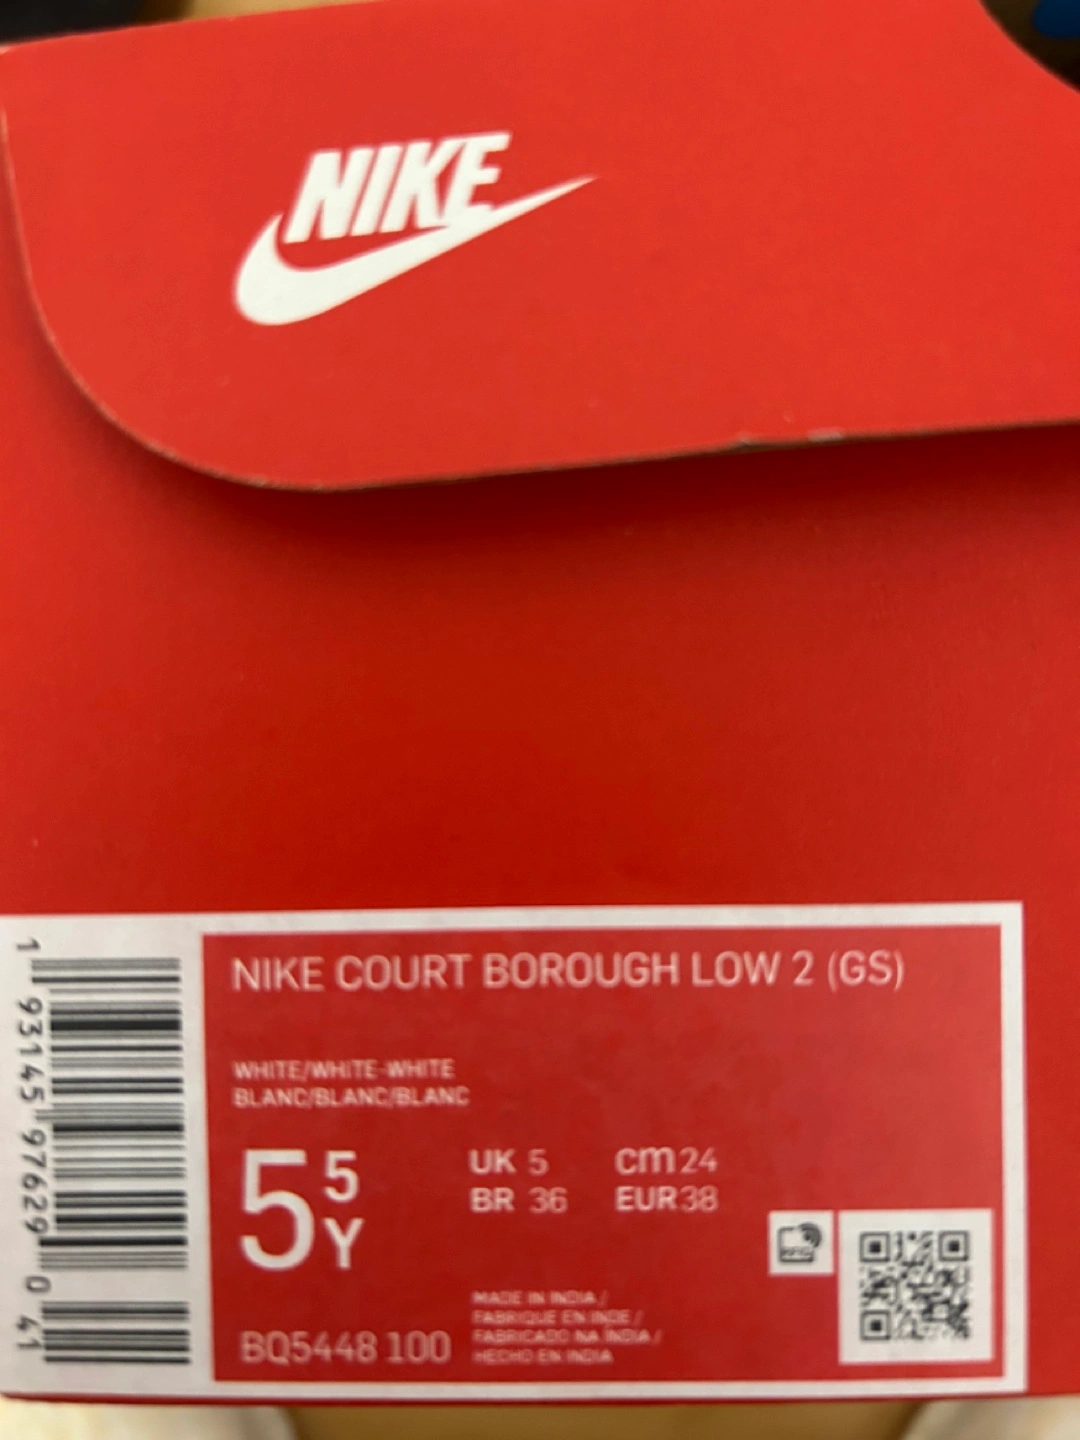 NIKE
NIKE COURT BOROUGH LOW 2 (GS)
WHITE/WHITE-WHITE
BLANC/BLANC/BLANC
5 5 Y
UK 5 cm 24
BR 36 EUR 38
MADE IN INDIA /
FABRIQUE EN INDE /
FABRICADO NA ÍNDIA /
HECHO EN INDIA
BQ5448 100
RFID
1 93145 97629 0 41